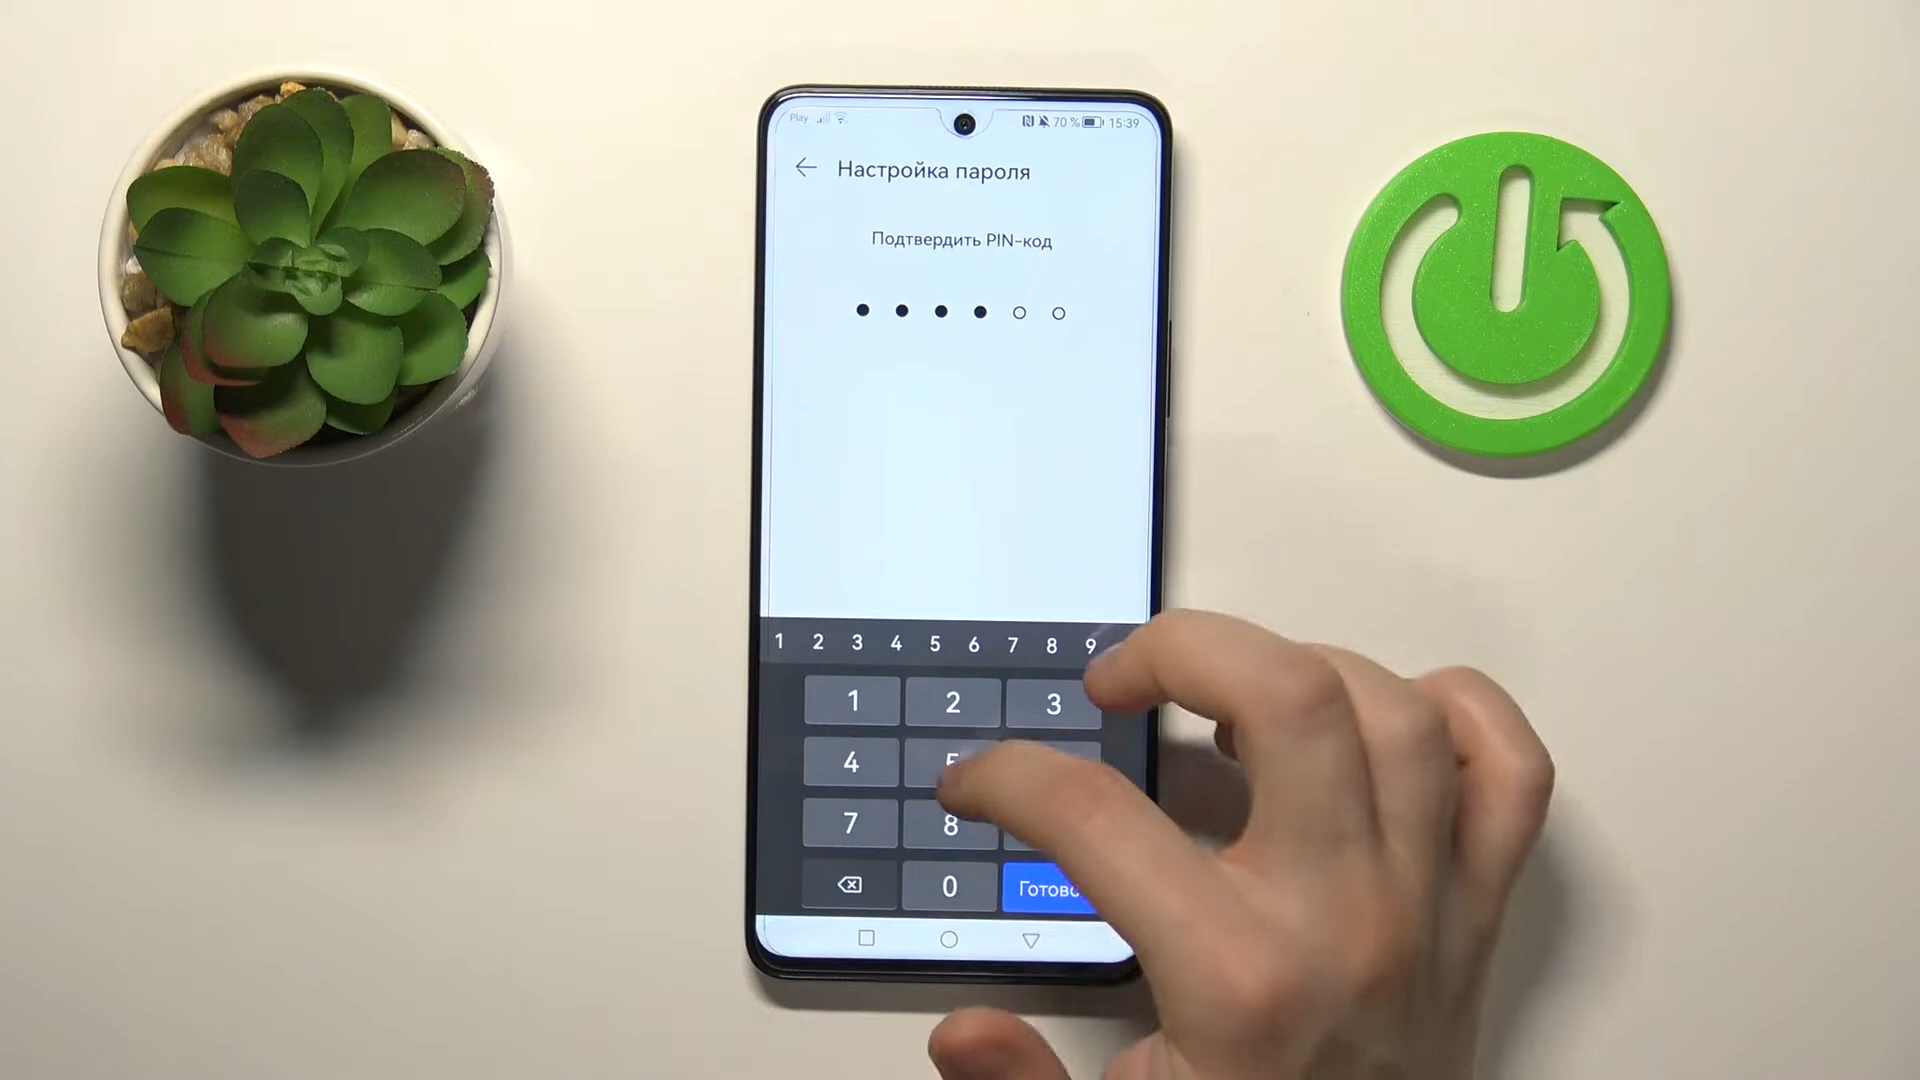 Play 70 % 15:39
Настройка пароля
Подтвердить PIN-код
1 2 3 4 5 6 7 8 9
1 2 3
4 5
7 8
0 Готово